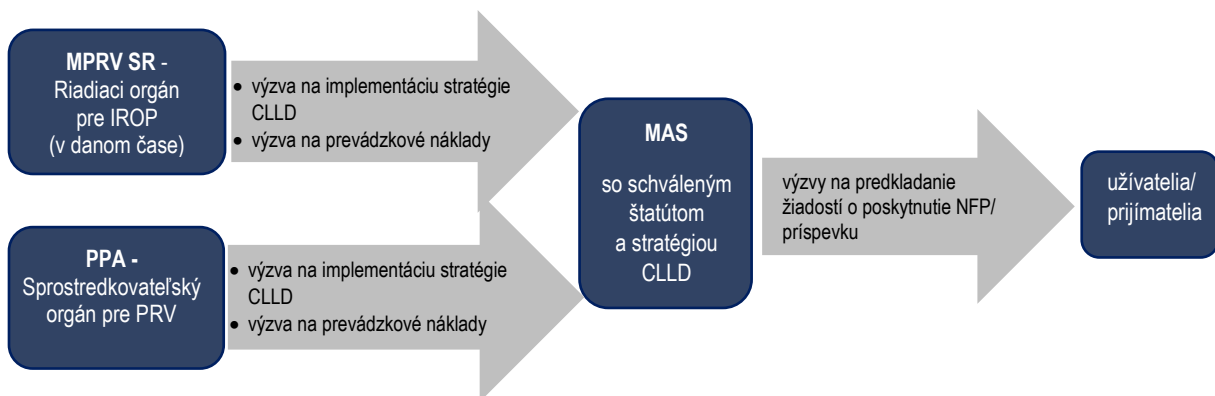 MPRV SR -
Riadiaci orgán
pre IROP
(v danom čase)
• výzva na implementáciu stratégie
CLLD
• výzva na prevádzkové náklady
PPA -
Sprostredkovateľský
orgán pre PRV
• výzva na implementáciu stratégie
CLLD
• výzva na prevádzkové náklady
MAS
so schváleným
štatútom
a stratégiou
CLLD
výzvy na predkladanie
žiadostí o poskytnutie NFP/
príspevku
užívatelia/
prijímatelia